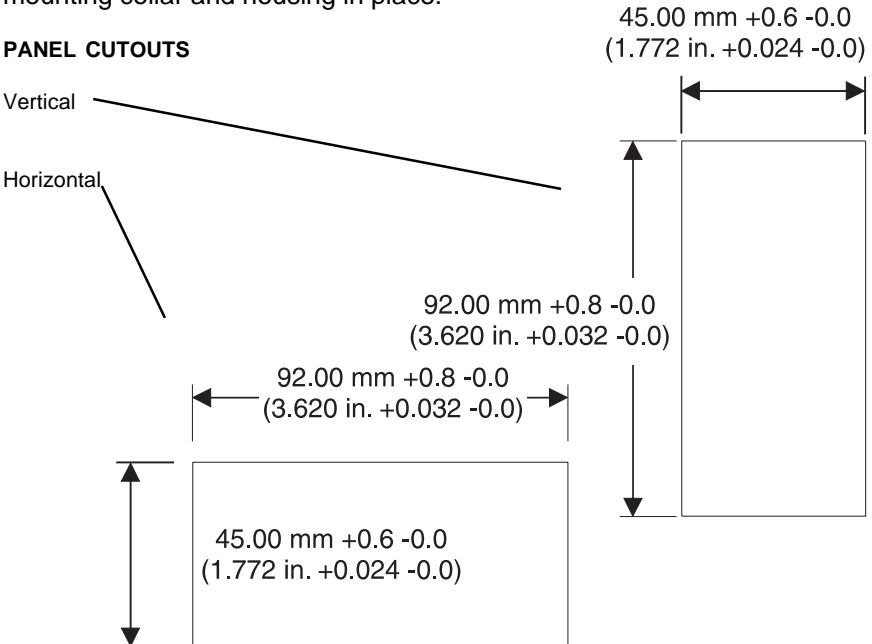 mounting collar and housing in place.
PANEL CUTOUTS
Vertical
Horizontal
45.00 mm +0.6 -0.0
(1.772 in. +0.024 -0.0)
92.00 mm +0.8 -0.0
(3.620 in. +0.032 -0.0)
92.00 mm +0.8 -0.0
(3.620 in. +0.032 -0.0)
45.00 mm +0.6 -0.0
(1.772 in. +0.024 -0.0)